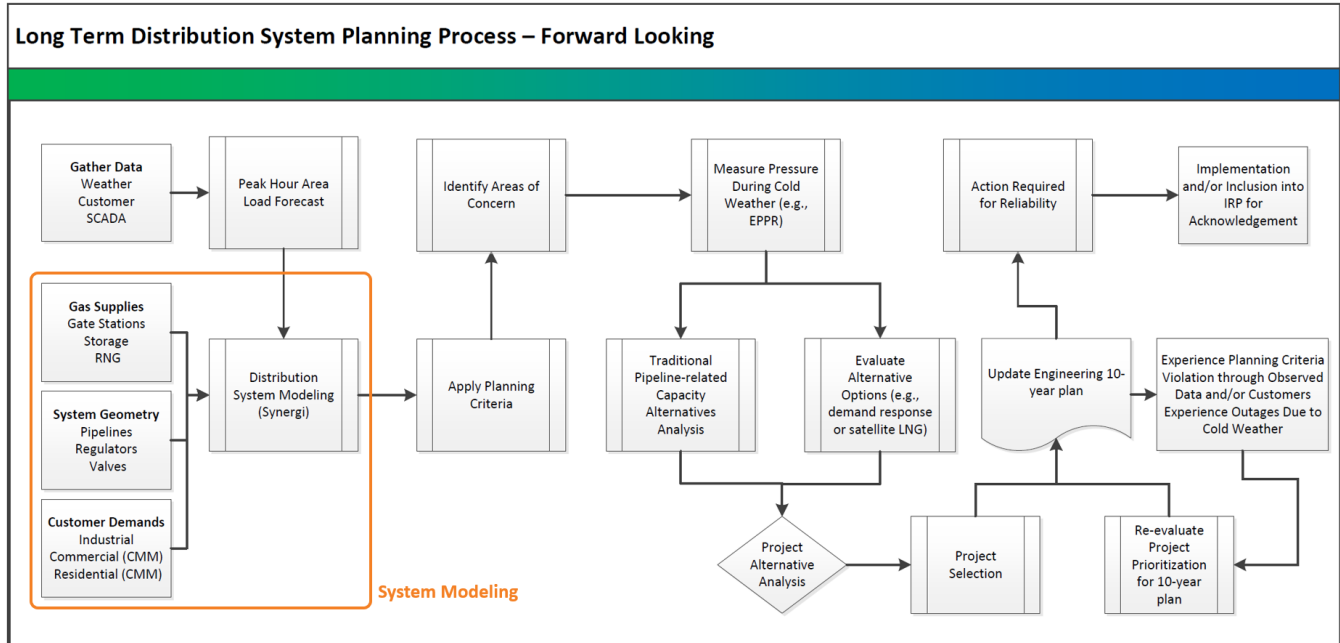 Long Term Distribution System Planning Process – Forward Looking
Gather Data
Weather
Customer
SCADA
Peak Hour Area
Load Forecast
Identify Areas of
Concern
Measure Pressure
During Cold
Weather (e.g.,
EPPR)
Action Required
for Reliability
Implementation
and/or Inclusion into
IRP for
Acknowledgement
Gas Supplies
Gate Stations
Storage
RNG
System Geometry
Pipelines
Regulators
Valves
Customer Demands
Industrial
Commercial (CMM)
Residential (CMM)
Distribution
System Modeling
(Synergi)
System Modeling
Apply Planning
Criteria
Traditional
Pipeline-related
Capacity
Alternatives
Analysis
Evaluate
Alternative
Options (e.g.,
demand response
or satellite LNG)
Update Engineering 10-
year plan
Experience Planning Criteria
Violation through Observed
Data and/or Customers
Experience Outages Due to
Cold Weather
Project
Alternative
Analysis
Project
Selection
Re-evaluate
Project
Prioritization
for 10-year
plan